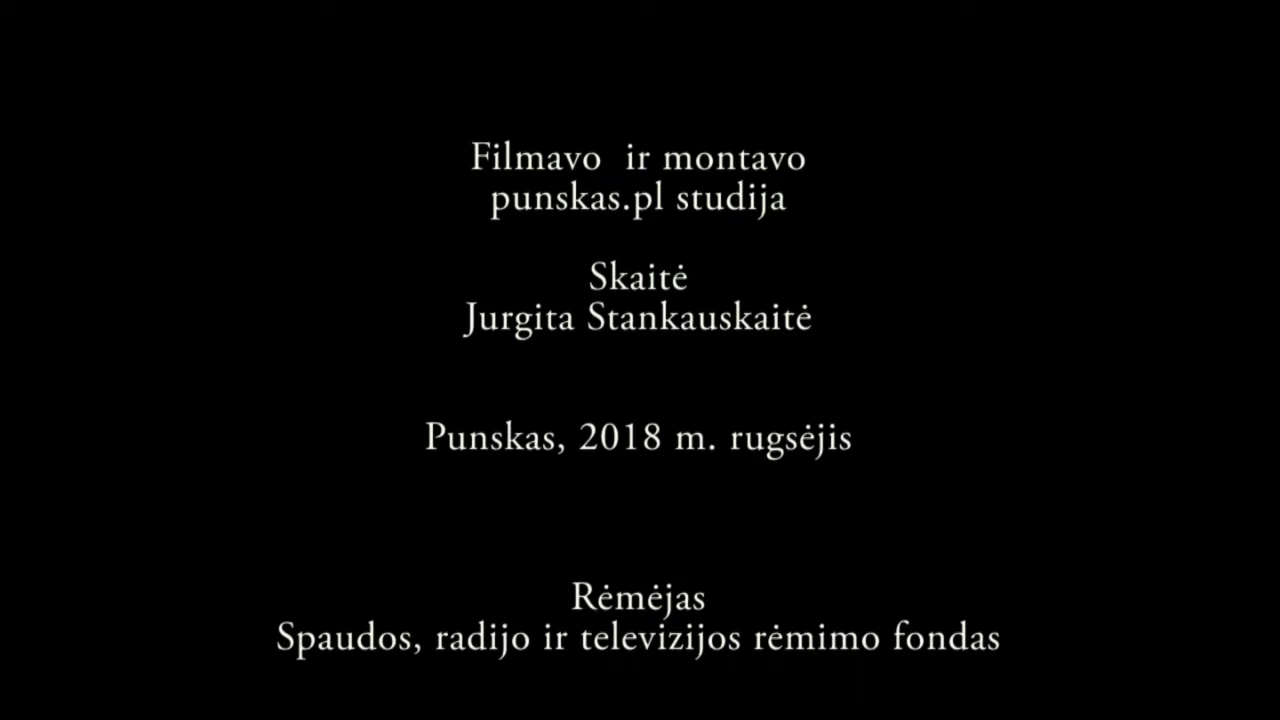 Filmavo ir montavo
punskas.pl studija
Skaitė
Jurgita Stankauskaitė
Punskas, 2018 m. rugsėjis
Rėmėjas
Spaudos, radijo ir televizijos rėmimo fondas